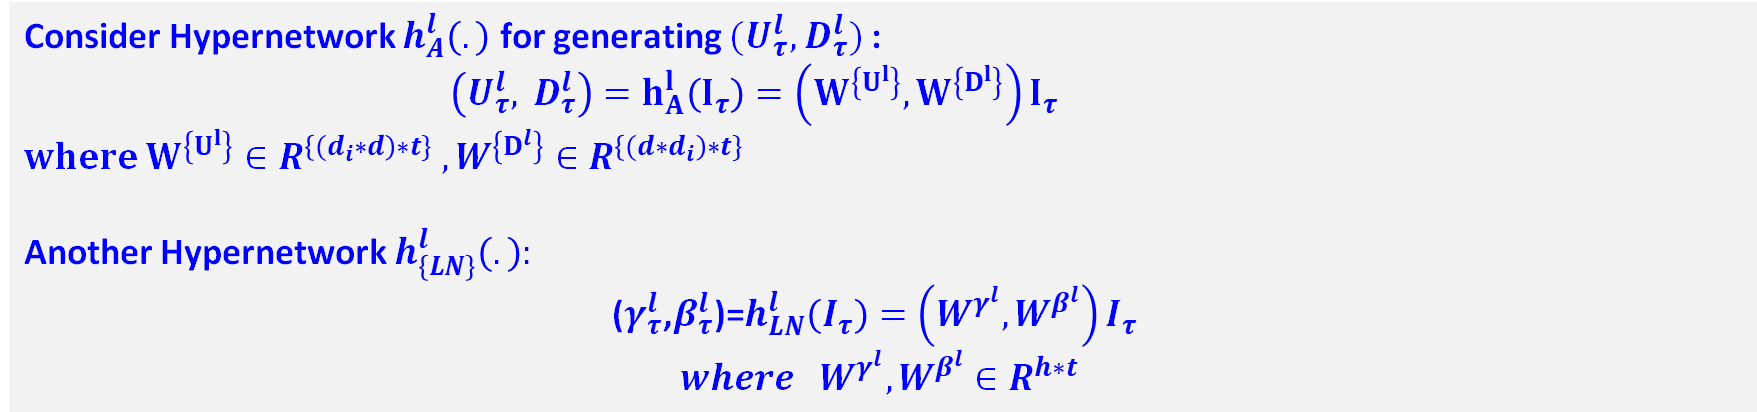 Consider Hypernetwork $h_A^l(.)$ for generating $(U_τ^l, D_τ^l)$ :
$(U_τ^l, D_τ^l) = h_A^l(I_τ) = (W^{\{U^l\}}, W^{\{D^l\}}) I_τ$
where $W^{\{U^l\}} ∈ R^{\{(d_i*d)*t\}}, W^{\{D^l\}} ∈ R^{\{(d*d_i)*t\}}$
Another Hypernetwork $h_{\{LN\}}^l(.)$:
$(γ_τ^l,β_τ^l)=h_{LN}^l(I_τ) = (W^{γ^l}, W^{β^l}) I_τ$
where $W^{γ^l}, W^{β^l} ∈ R^{h*t}$